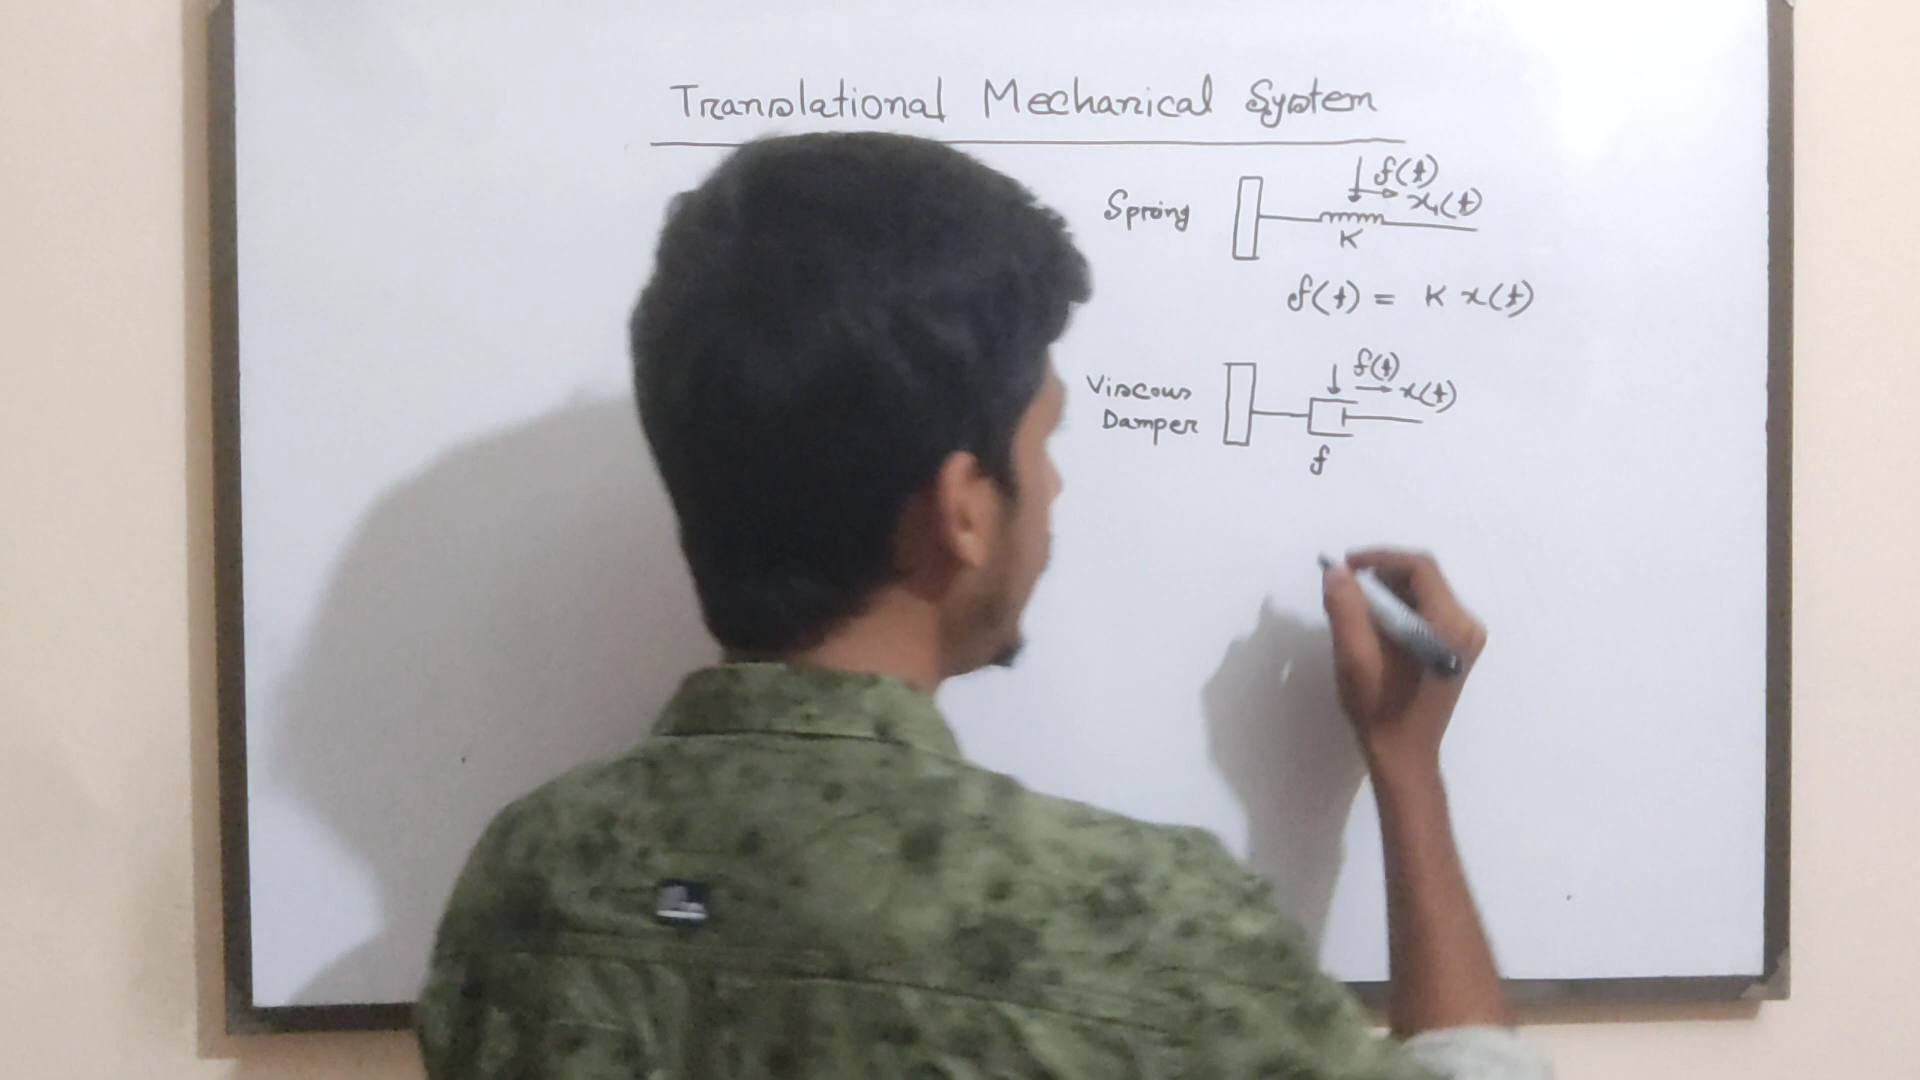 Translational Mechanical System
Spring
f(t)
x1(t)
K
f(t) = K x(t)
Viscous
Damper
f(t)
x(t)
f